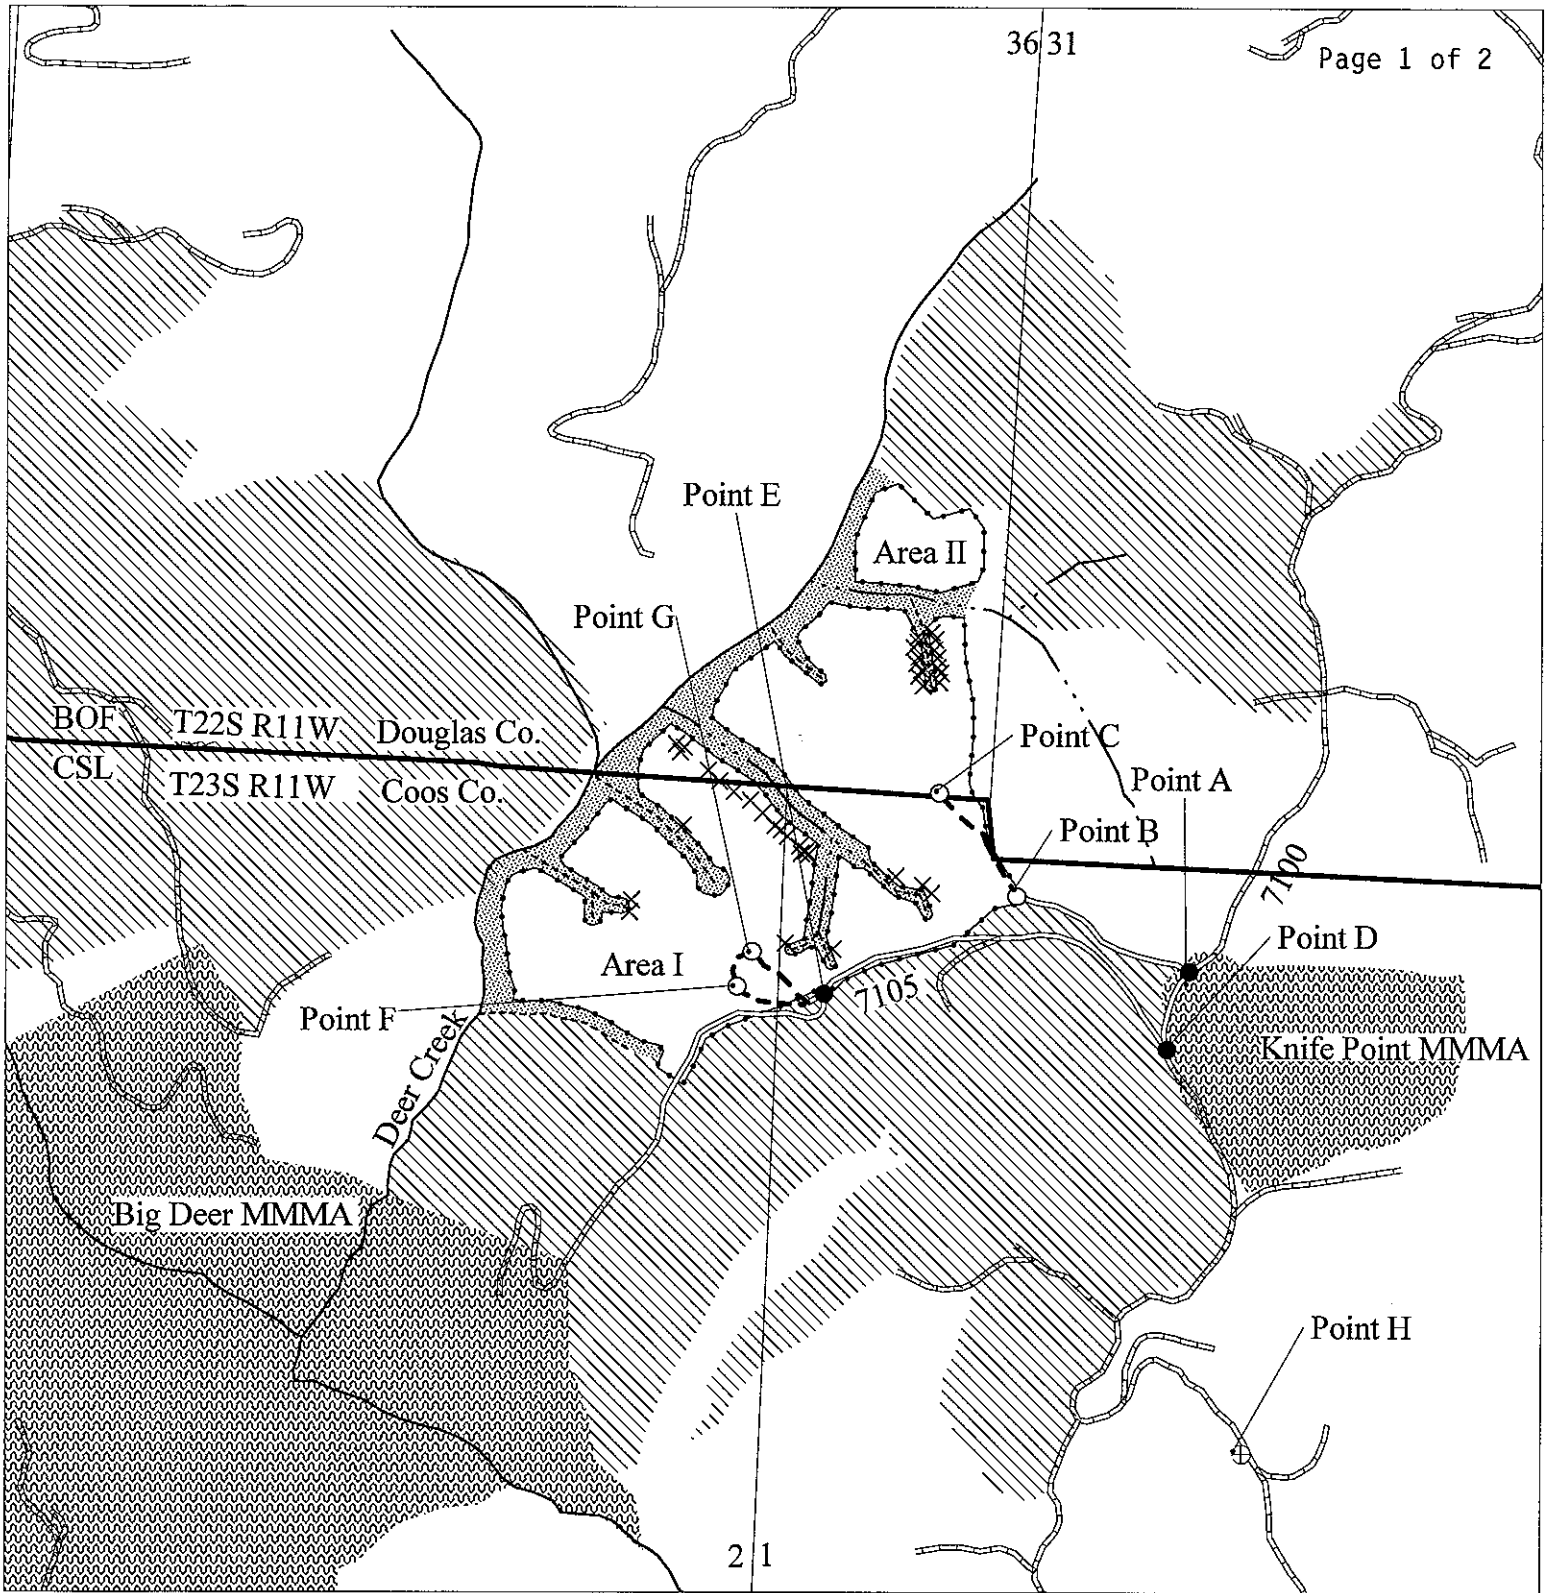 36 31
Page 1 of 2
Point E
Area II
Point G
BOF T22S R11W Douglas Co.
Point C
CSL T23S R11W Coos Co.
Point A
Point B
7100
Point D
Area I
7105
Point F
Knife Point MMMA
Deer Creek
Big Deer MMMA
Point H
2 1